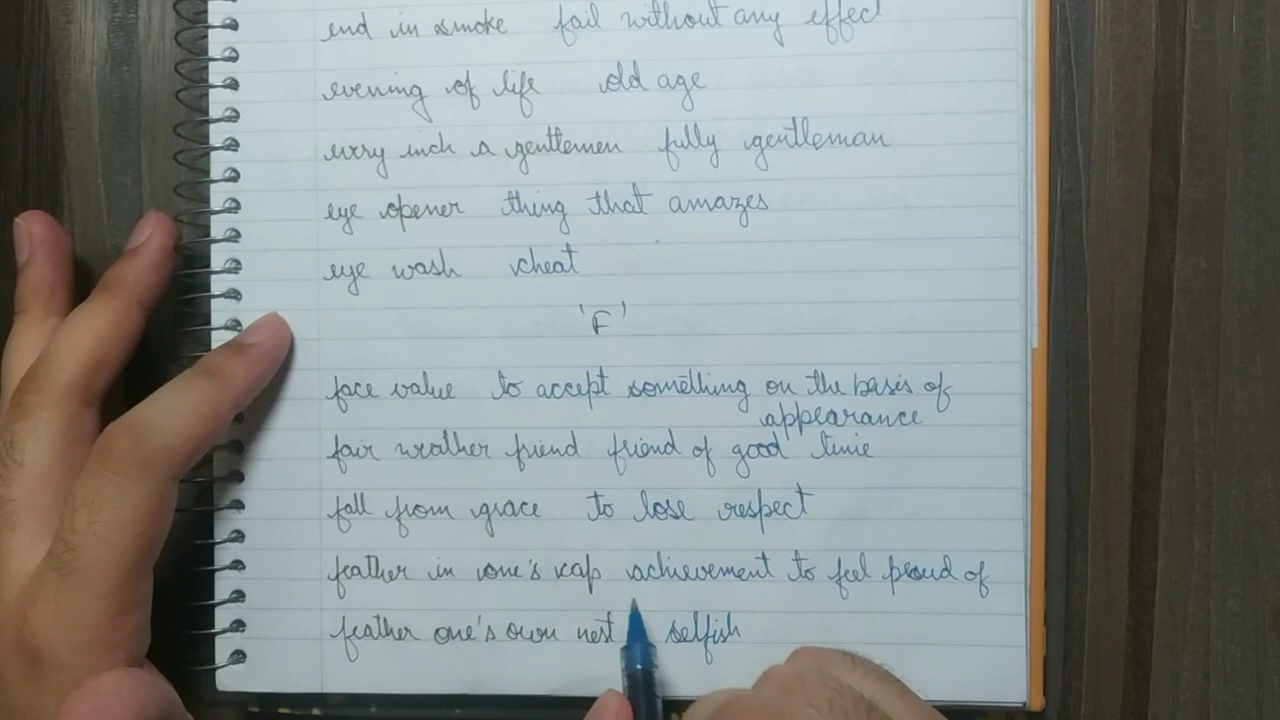 end in smoke fail without any effect
evening of life old age
every inch a gentlemen fully gentleman
eye opener thing that amazes
eye wash cheat
'F'
face value to accept something on the basis of
appearance
fair weather friend friend of good time
fall from grace to lose respect
feather in one's cap achievement to feel proud of
feather one's own nest selfish